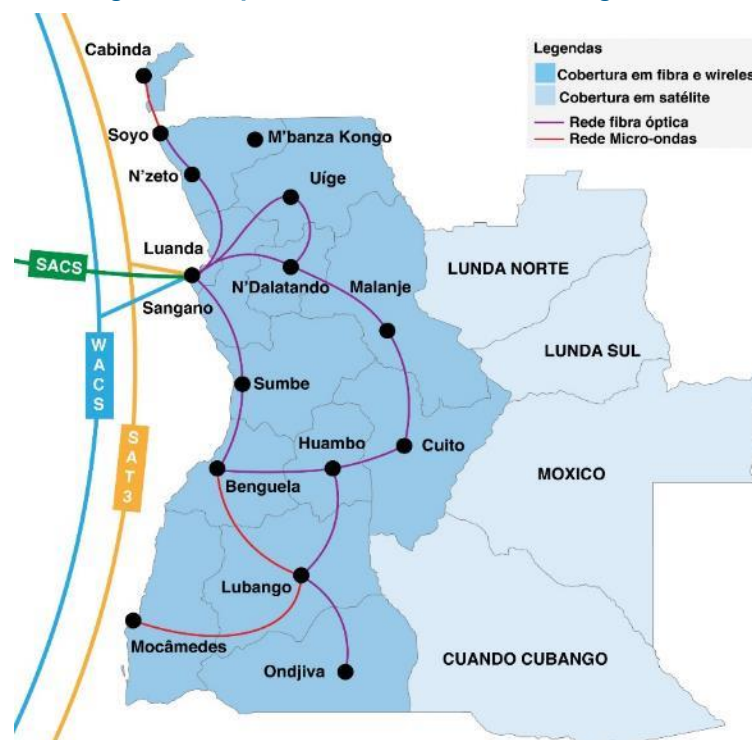 Cabinda
Legendas
Cobertura em fibra e wireles
Cobertura em satélite
Rede fibra óptica
Rede Micro-ondas
Soyo
M'banza Kongo
N'zeto
Uíge
Luanda
SACS
N'Dalatando
Malanje
LUNDA NORTE
Sangano
LUNDA SUL
WACS
SAT3
Sumbe
Huambo
Cuito
Benguela
MOXICO
Lubango
Mocâmedes
Ondjiva
CUANDO CUBANGO